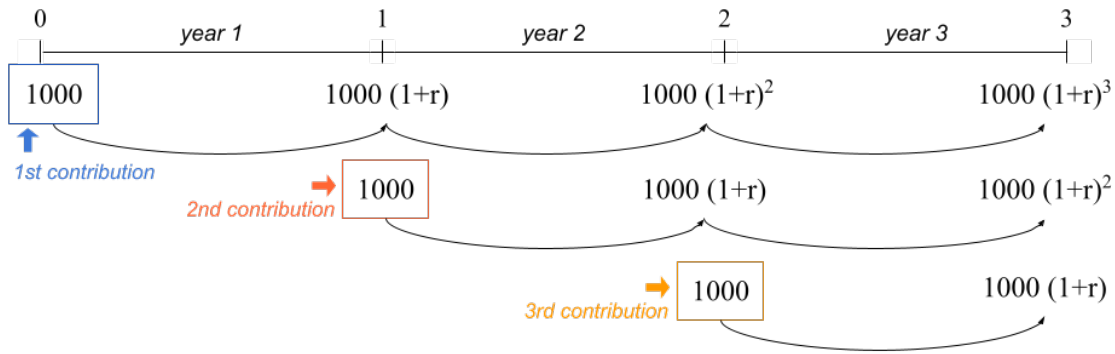 0 1 2 3
year 1 year 2 year 3
1000 1000 (1+r) 1000 (1+r)² 1000 (1+r)³
1st contribution
1000 1000 (1+r) 1000 (1+r)²
2nd contribution
1000 1000 (1+r)
3rd contribution